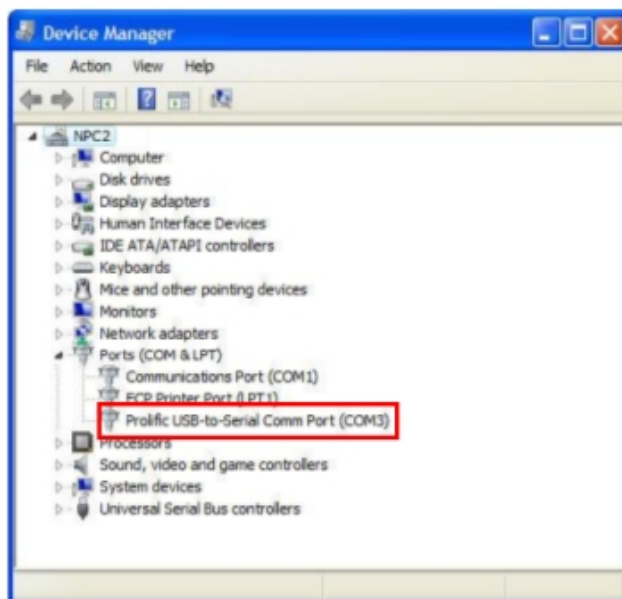 Device Manager
File Action View Help
NPC2
Computer
Disk drives
Display adapters
Human Interface Devices
IDE ATA/ATAPI controllers
Keyboards
Mice and other pointing devices
Monitors
Network adapters
Ports (COM & LPT)
Communications Port (COM1)
ECP Printer Port (LPT1)
Prolific USB-to-Serial Comm Port (COM3)
Processors
Sound, video and game controllers
System devices
Universal Serial Bus controllers